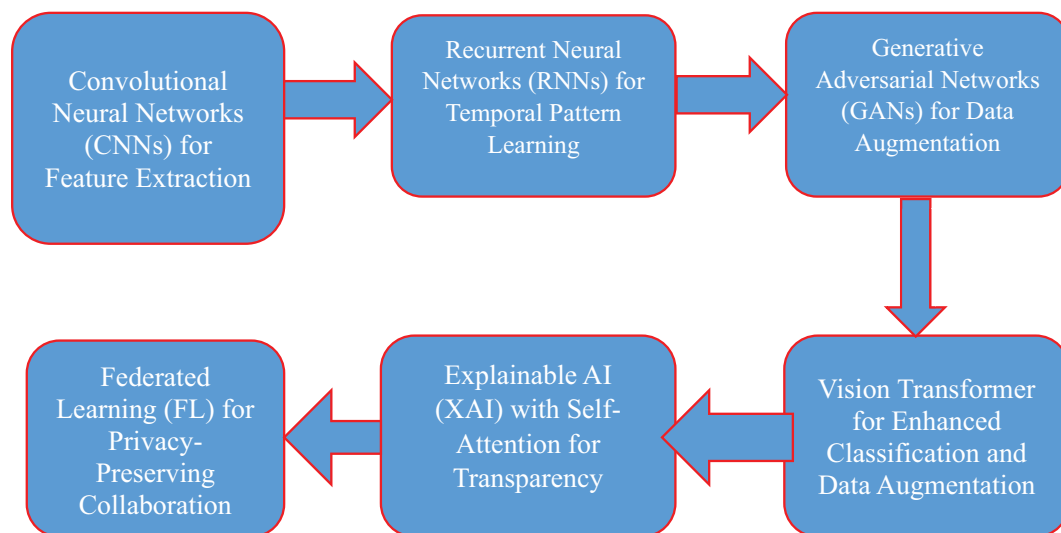 Convolutional
Neural Networks
(CNNs) for
Feature Extraction
Recurrent Neural
Networks (RNNs) for
Temporal Pattern
Learning
Generative
Adversarial Networks
(GANs) for Data
Augmentation
Vision Transformer
for Enhanced
Classification and
Data Augmentation
Explainable AI
(XAI) with Self-
Attention for
Transparency
Federated
Learning (FL) for
Privacy-
Preserving
Collaboration